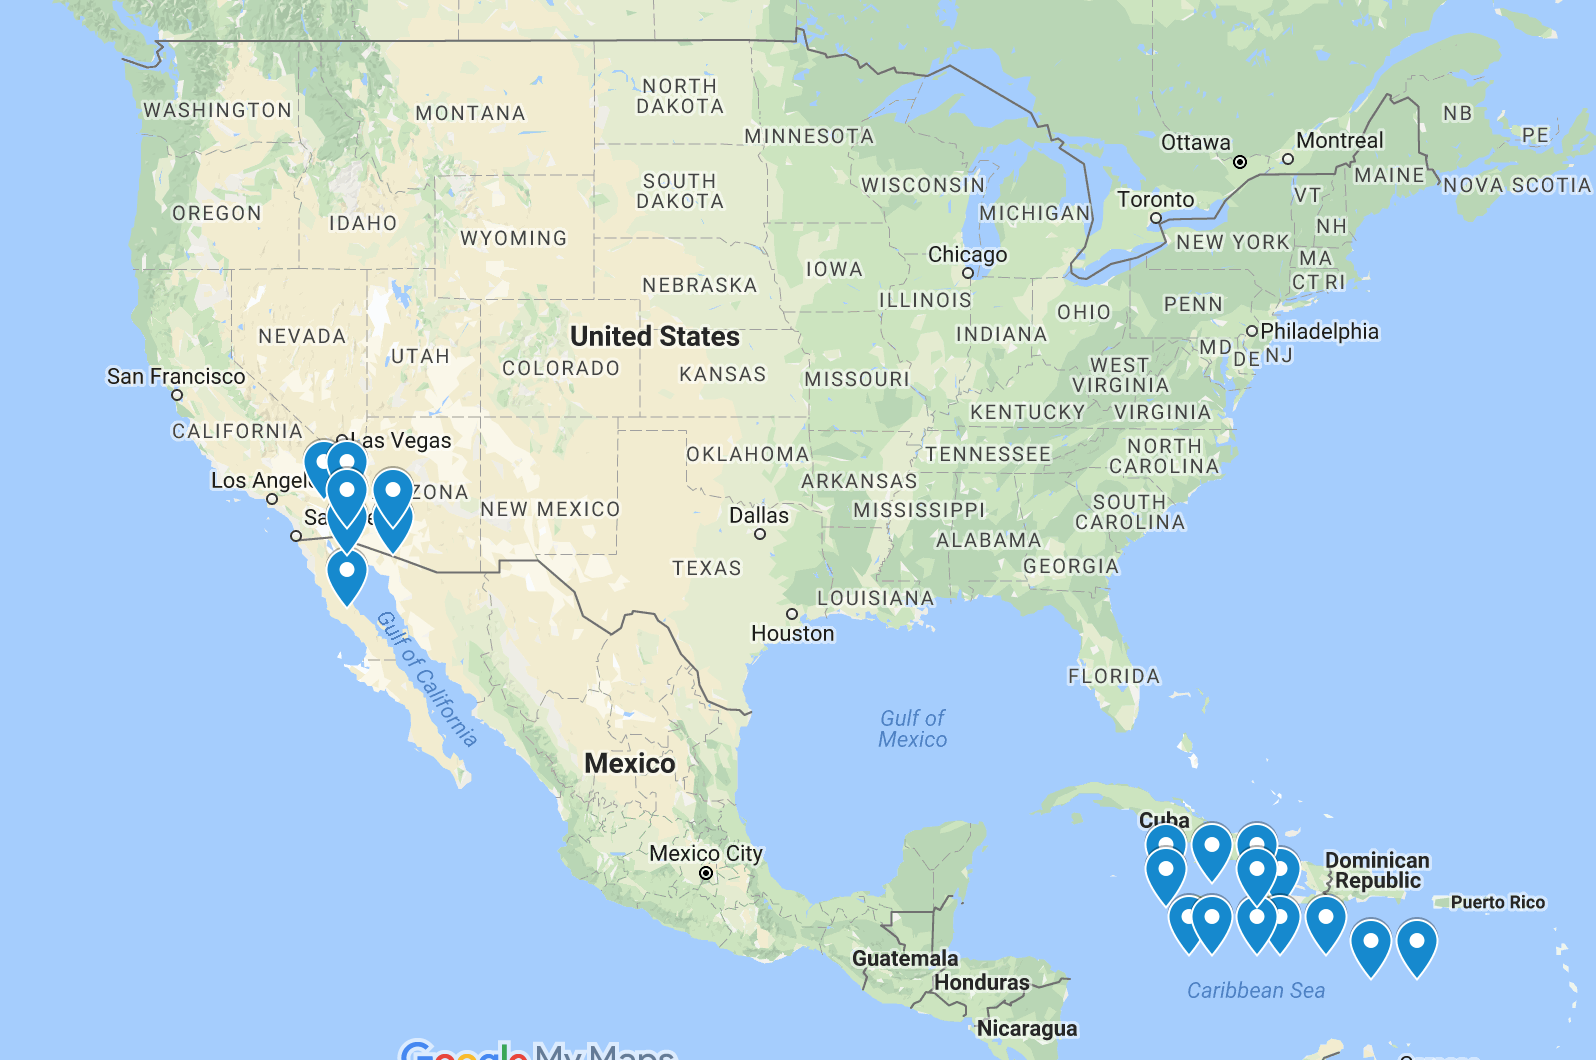 NORTH
DAKOTA
WASHINGTON
MONTANA
MINNESOTA
NB
PE
Ottawa
Montreal
SOUTH
DAKOTA
WISCONSIN
MICHIGAN
Toronto
VT
MAINE
NOVA SCOTIA
OREGON
IDAHO
WYOMING
NH
NEW YORK
MA
CT RI
Chicago
IOWA
NEBRASKA
ILLINOIS
OHIO
PENN
NEVADA
United States
INDIANA
Philadelphia
MD
DE
NJ
UTAH
COLORADO
KANSAS
MISSOURI
WEST
VIRGINIA
San Francisco
CALIFORNIA
KENTUCKY
VIRGINIA
Las Vegas
OKLAHOMA
TENNESSEE
NORTH
CAROLINA
Los Angel
ZONA
NEW MEXICO
ARKANSAS
MISSISSIPPI
SOUTH
CAROLINA
Sa
e
Dallas
ALABAMA
TEXAS
GEORGIA
LOUISIANA
Houston
Gulf of California
FLORIDA
Gulf of
Mexico
Mexico
Cuba
Mexico City
Dominican
Republic
Puerto Rico
Guatemala
Honduras
Caribbean Sea
Nicaragua
Google My Maps